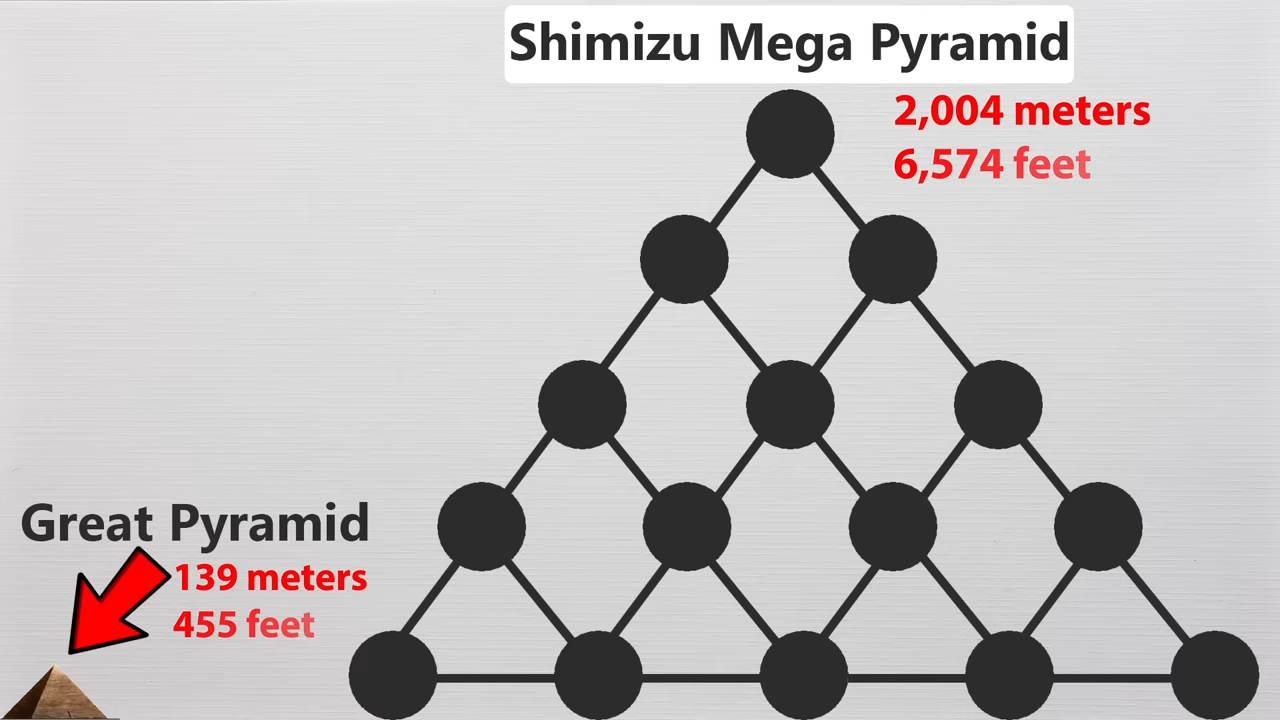 Shimizu Mega Pyramid
2,004 meters
6,574 feet
Great Pyramid
139 meters
455 feet